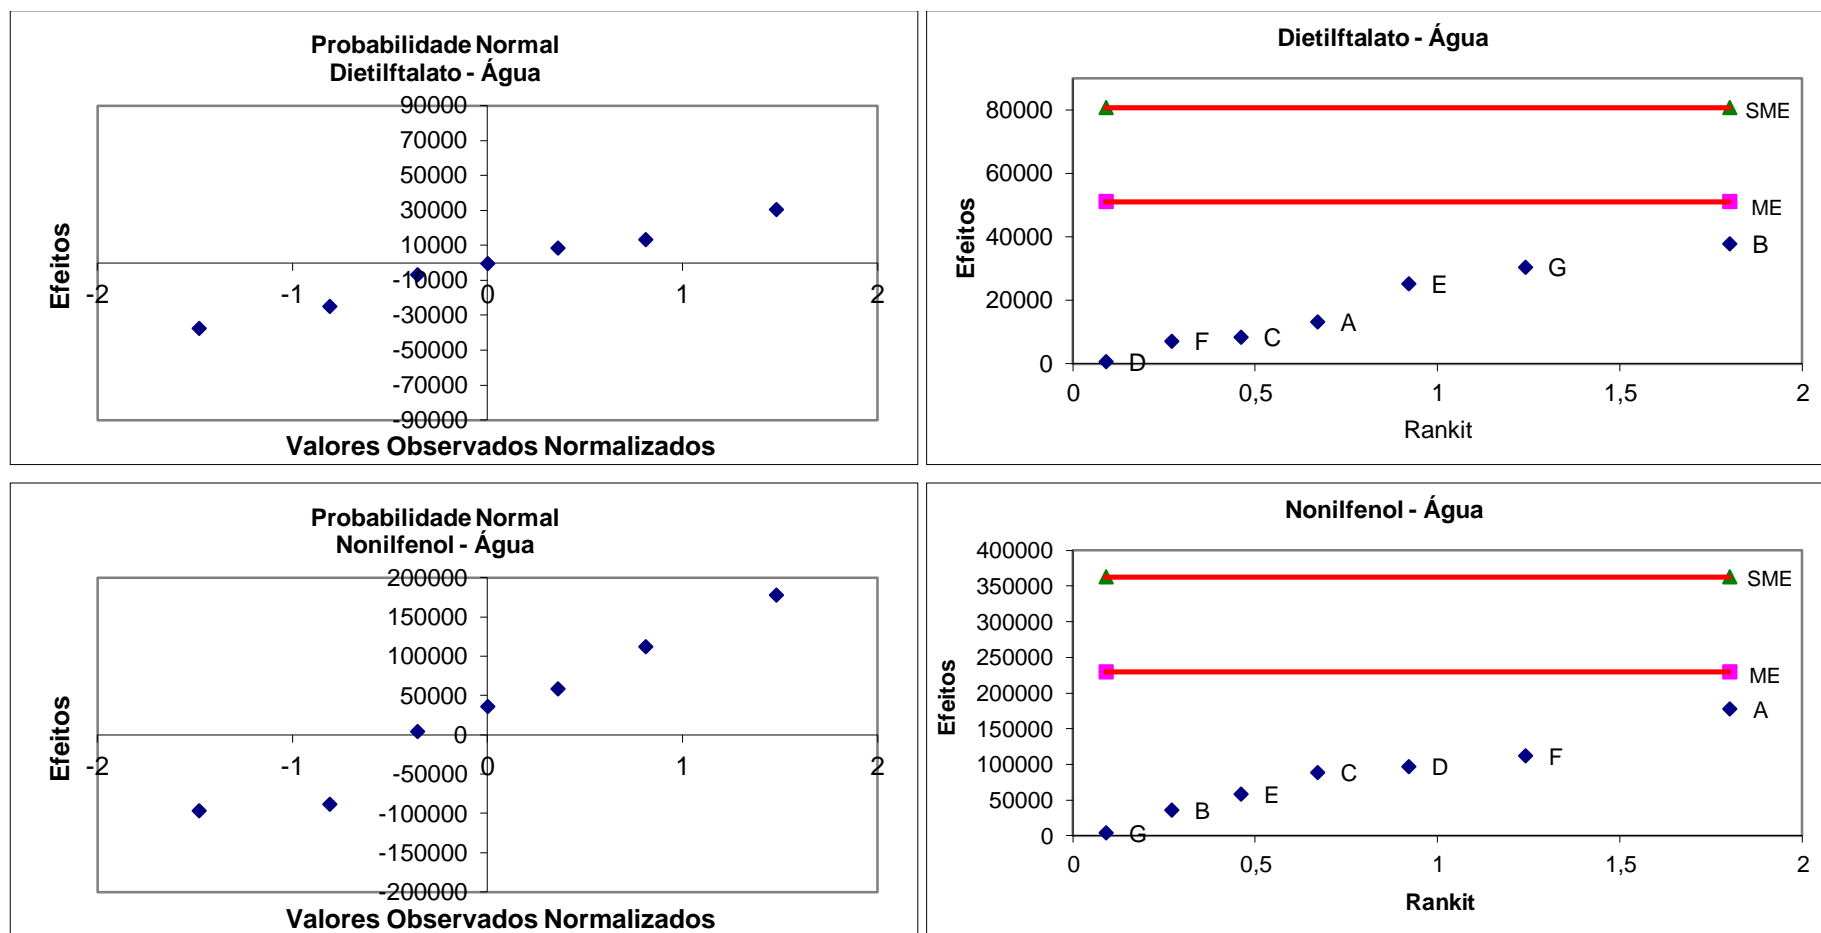 Probabilidade Normal
Dietilftalato - Água
90000
70000
50000
30000
10000
-10000
-30000
-50000
-70000
-90000
-2
-1
0
1
2
Efeitos
Valores Observados Normalizados
Dietilftalato - Água
80000
60000
40000
20000
0
Efeitos
SME
ME
B
G
E
A
C
F
D
0
0,5
1
1,5
2
Rankit
Probabilidade Normal
Nonilfenol - Água
200000
150000
100000
50000
0
-50000
-100000
-150000
-200000
-2
-1
0
1
2
Efeitos
Valores Observados Normalizados
Nonilfenol - Água
400000
350000
300000
250000
200000
150000
100000
50000
0
Efeitos
SME
ME
A
F
D
C
E
B
G
0
0,5
1
1,5
2
Rankit